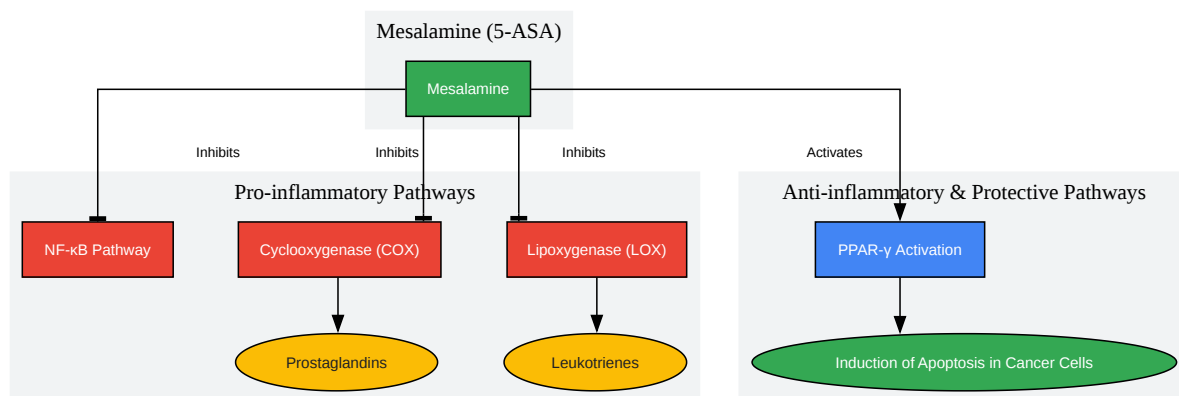 Mesalamine (5-ASA)
Mesalamine
Inhibits
Inhibits
Inhibits
Activates
Pro-inflammatory Pathways
Anti-inflammatory & Protective Pathways
NF-κB Pathway
Cyclooxygenase (COX)
Lipoxygenase (LOX)
PPAR-γ Activation
Prostaglandins
Leukotrienes
Induction of Apoptosis in Cancer Cells